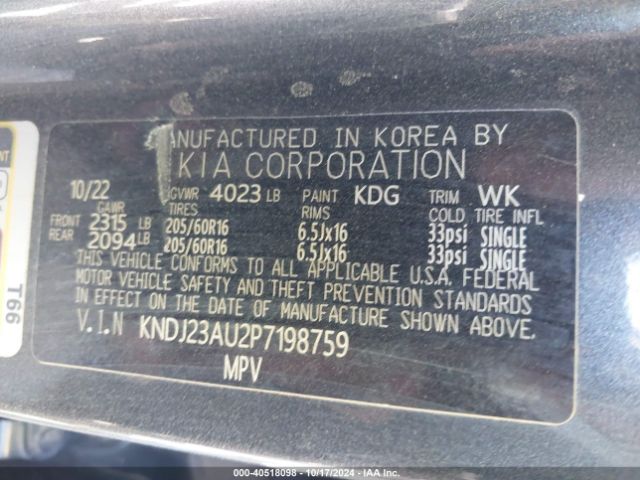 MANUFACTURED IN KOREA BY
KIA CORPORATION
10/22 GVWR 4023 LB PAINT KDG TRIM WK
GAWR TIRES RIMS COLD TIRE INFL
FRONT 2315 LB 205/60R16 6.5Jx16 33psi SINGLE
REAR 2094 LB 205/60R16 6.5Jx16 33psi SINGLE
THIS VEHICLE CONFORMS TO ALL APPLICABLE U.S.A. FEDERAL
MOTOR VEHICLE SAFETY AND THEFT PREVENTION STANDARDS
IN EFFECT ON THE DATE OF MANUFACTURE SHOWN ABOVE.
V.I.N KNDJ23AU2P7198759
MPV
T66
000-40518098 - 10/17/2024 - IAA Inc.